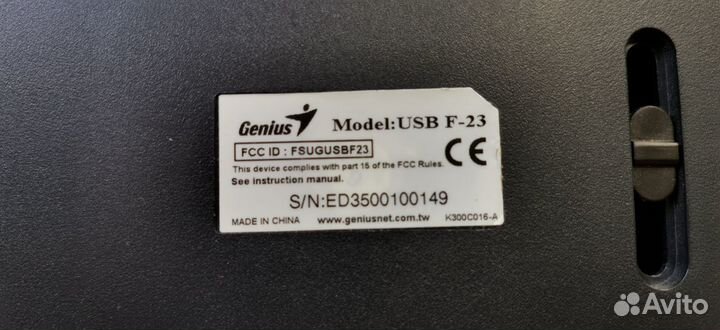 Genius Model:USB F-23
FCC ID : FSUGUSBF23
This device complies with part 15 of the FCC Rules.
See instruction manual.
CE
S/N:ED3500100149
MADE IN CHINA www.geniusnet.com.tw K300C016-A
Avito